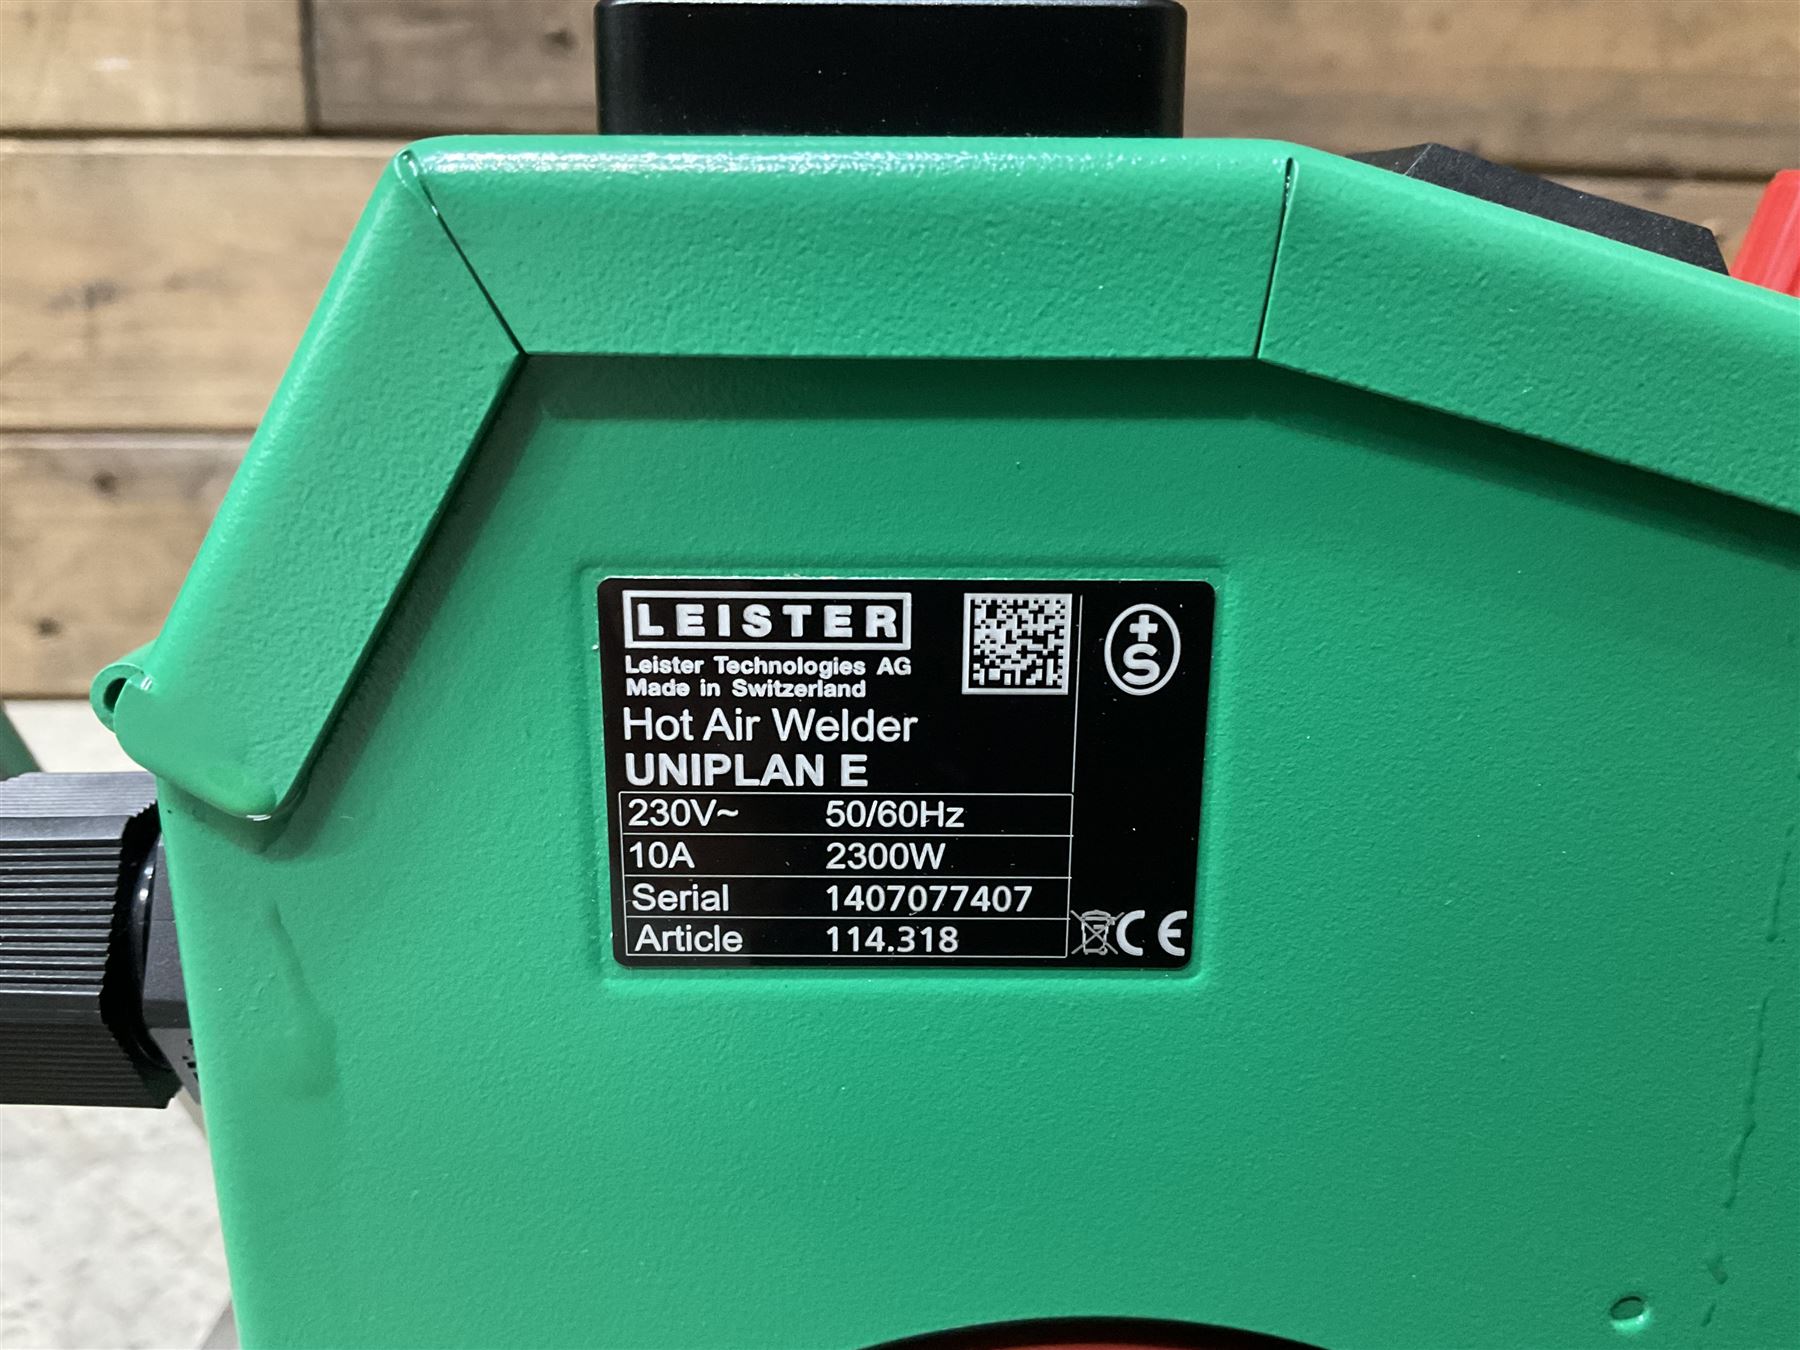 LEISTER
Leister Technologies AG
Made in Switzerland
Hot Air Welder
UNIPLAN E
230V~ 50/60Hz
10A 2300W
Serial 1407077407
Article 114.318
+S
CE